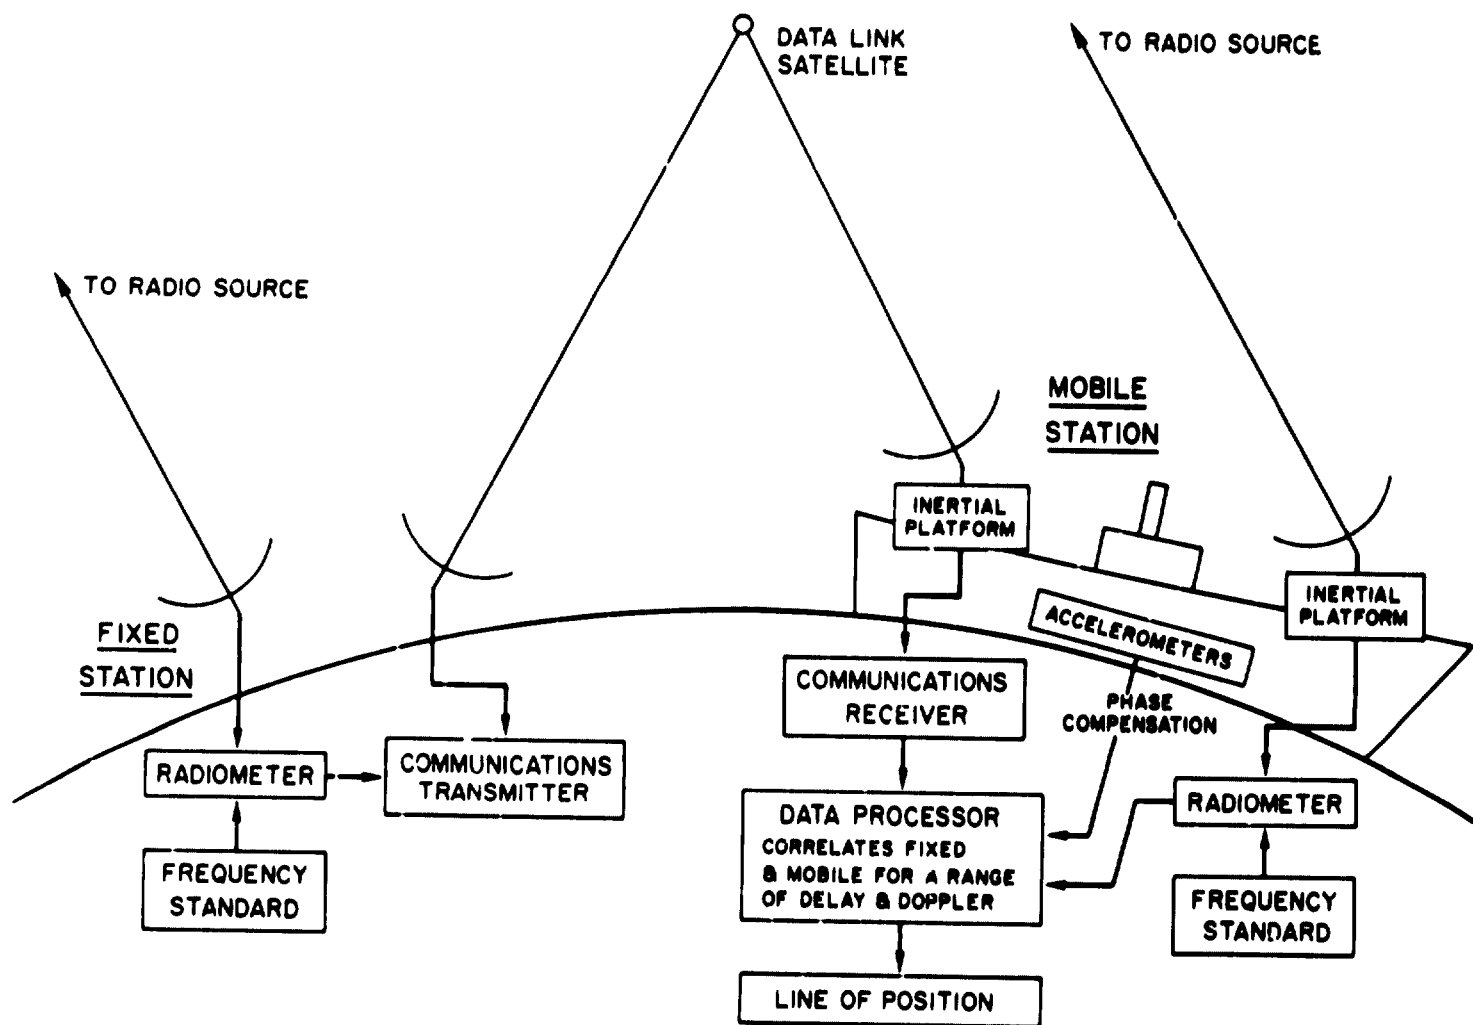 DATA LINK
SATELLITE
TO RADIO SOURCE
TO RADIO SOURCE
MOBILE
STATION
INERTIAL
PLATFORM
INERTIAL
PLATFORM
ACCELEROMETERS
FIXED
STATION
COMMUNICATIONS
RECEIVER
PHASE
COMPENSATION
RADIOMETER
COMMUNICATIONS
TRANSMITTER
DATA PROCESSOR
CORRELATES FIXED
& MOBILE FOR A RANGE
OF DELAY & DOPPLER
RADIOMETER
FREQUENCY
STANDARD
FREQUENCY
STANDARD
LINE OF POSITION